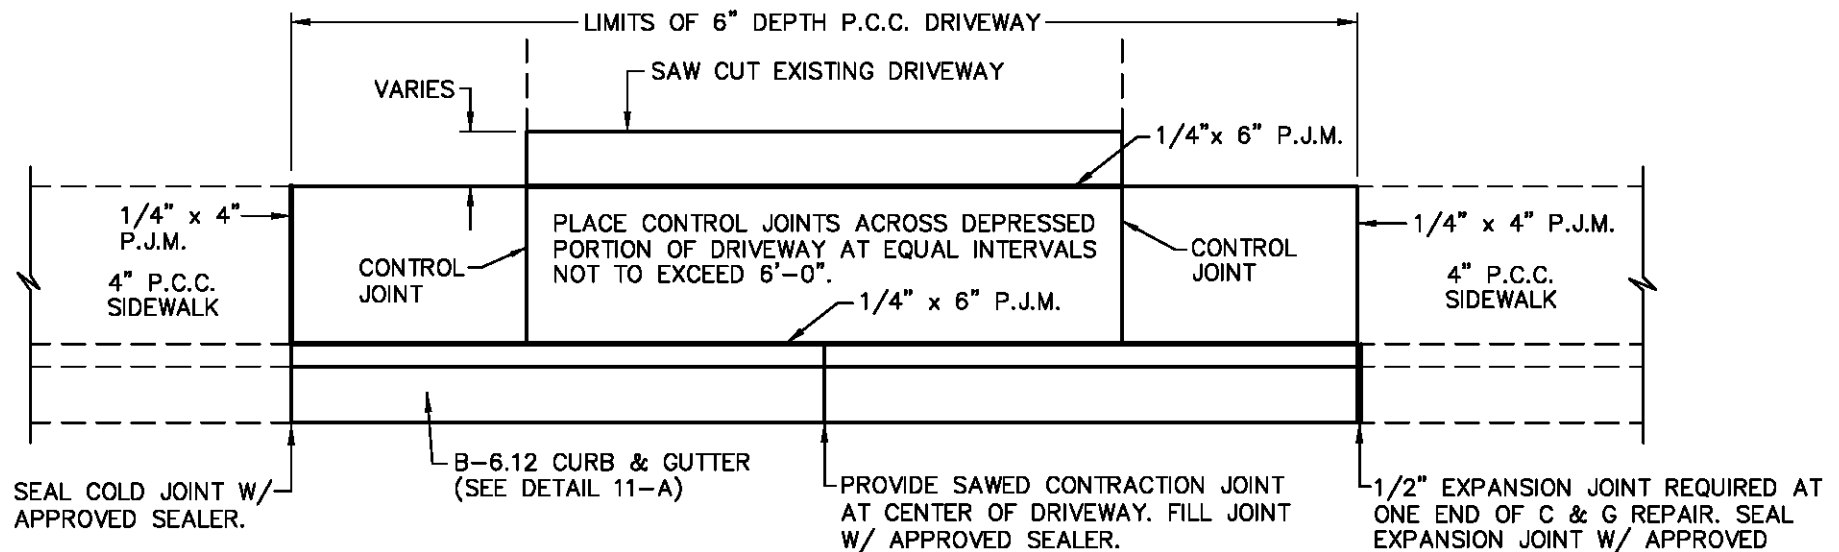 LIMITS OF 6" DEPTH P.C.C. DRIVEWAY
SAW CUT EXISTING DRIVEWAY
VARIES
1/4"x 6" P.J.M.
1/4" x 4"
P.J.M.
4" P.C.C.
SIDEWALK
CONTROL
JOINT
PLACE CONTROL JOINTS ACROSS DEPRESSED
PORTION OF DRIVEWAY AT EQUAL INTERVALS
NOT TO EXCEED 6'-0".
1/4" x 6" P.J.M.
CONTROL
JOINT
1/4" x 4" P.J.M.
4" P.C.C.
SIDEWALK
SEAL COLD JOINT W/
APPROVED SEALER.
B-6.12 CURB & GUTTER
(SEE DETAIL 11-A)
PROVIDE SAWED CONTRACTION JOINT
AT CENTER OF DRIVEWAY. FILL JOINT
W/ APPROVED SEALER.
1/2" EXPANSION JOINT REQUIRED AT
ONE END OF C & G REPAIR. SEAL
EXPANSION JOINT W/ APPROVED